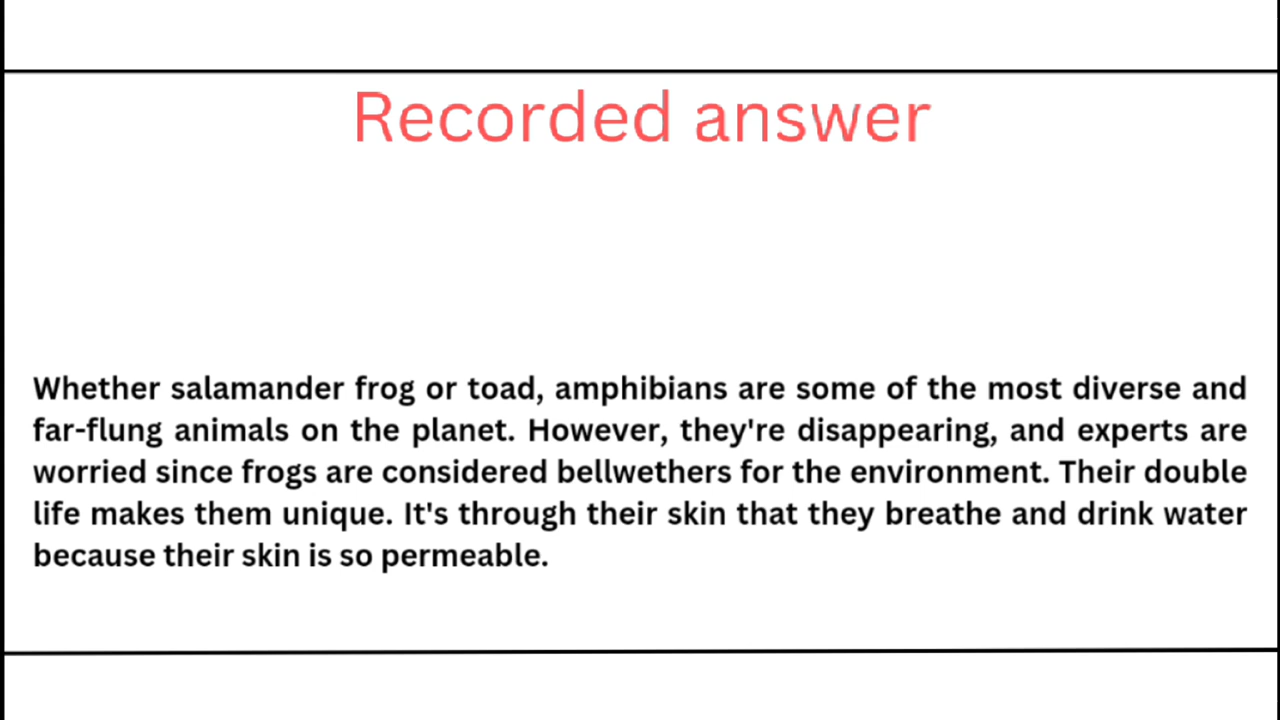 Recorded answer
Whether salamander frog or toad, amphibians are some of the most diverse and
far-flung animals on the planet. However, they're disappearing, and experts are
worried since frogs are considered bellwethers for the environment. Their double
life makes them unique. It's through their skin that they breathe and drink water
because their skin is so permeable.